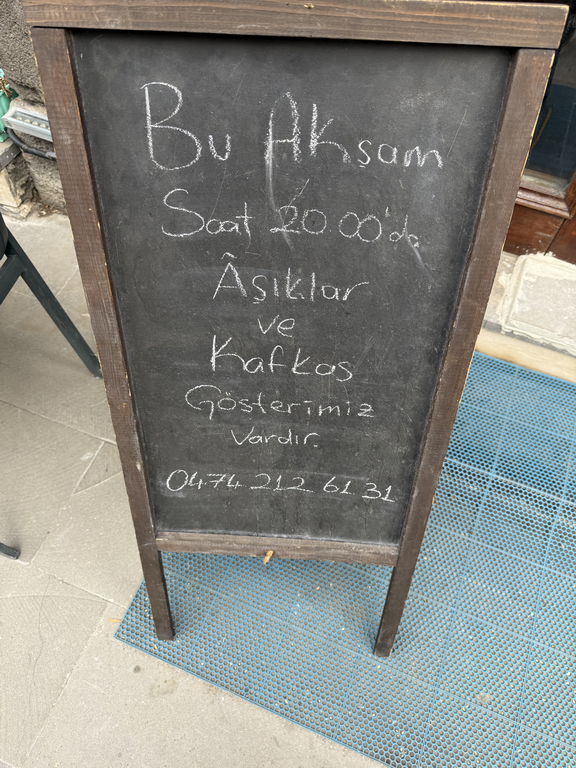 Bu Akşam
Saat 20.00'da
Âşıklar
ve
Kafkas
Gösterimiz
Vardır.
0474 212 61 31